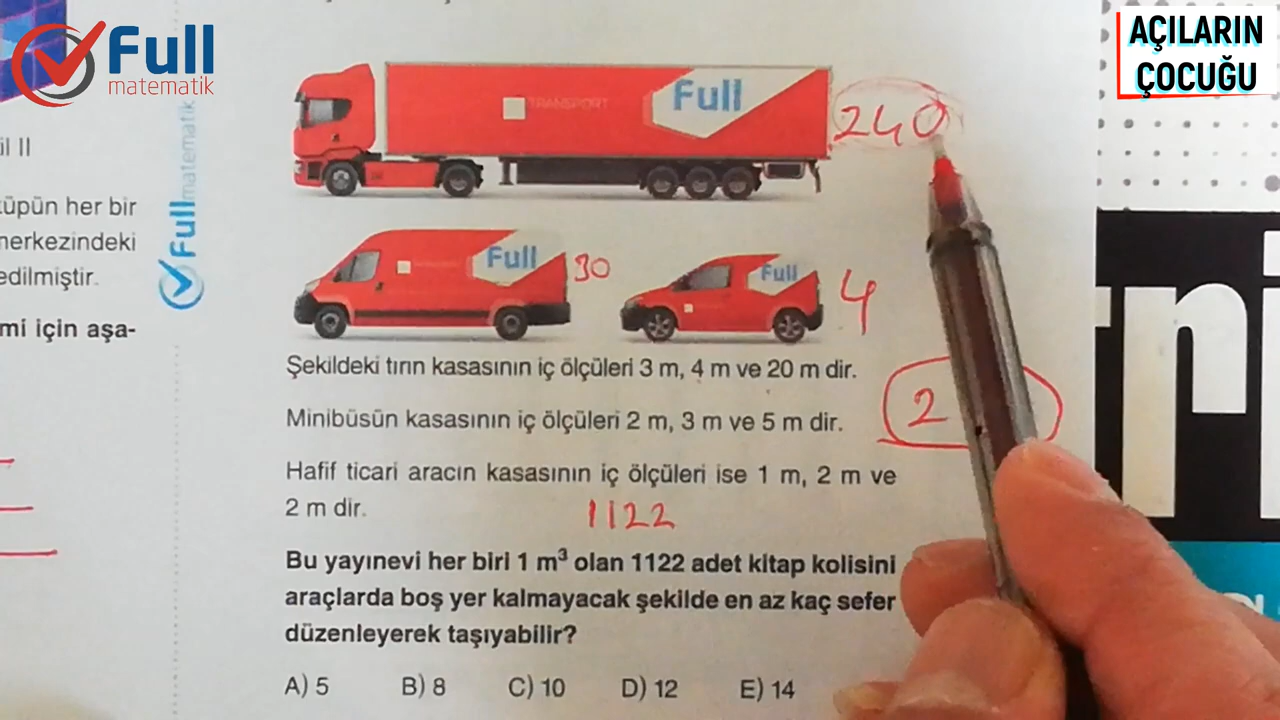 Full
matematik
AÇILARIN
ÇOCUĞU
Full
TRANSPORT
240
Full
30
Full
4
Fullmatematik
üpün her bir
nerkezindeki
edilmiştir.
mi için aşa-
Şekildeki tırın kasasının iç ölçüleri 3 m, 4 m ve 20 m dir.
Minibüsün kasasının iç ölçüleri 2 m, 3 m ve 5 m dir.
2
Hafif ticari aracın kasasının iç ölçüleri ise 1 m, 2 m ve
2 m dir.
1122
Bu yayınevi her biri 1 m³ olan 1122 adet kitap kolisini
araçlarda boş yer kalmayacak şekilde en az kaç sefer
düzenleyerek taşıyabilir?
A) 5 B) 8 C) 10 D) 12 E) 14